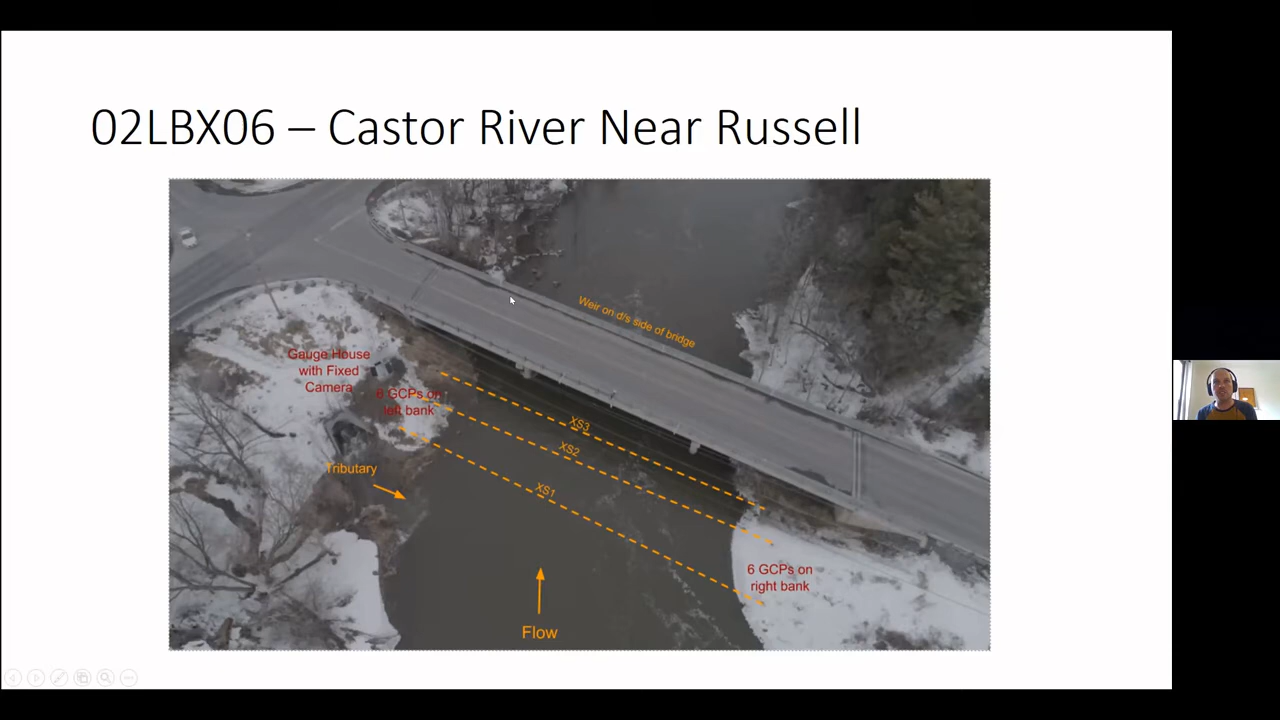 02LBX06 – Castor River Near Russell
Weir on d/s side of bridge
Gauge House
with Fixed
Camera
6 GCPs on
left bank
XS3
XS2
XS1
Tributary
6 GCPs on
right bank
Flow